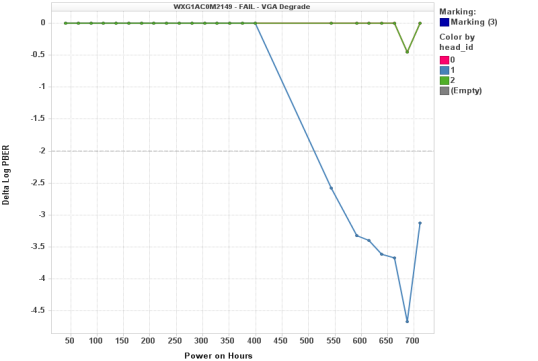 WXG1AC0M2149 - FAIL - VGA Degrade
Marking:
Marking (3)
Color by
head_id
0
1
2
(Empty)
Delta Log PBER
0
-0.5
-1
-1.5
-2
-2.5
-3
-3.5
-4
-4.5
50 100 150 200 250 300 350 400 450 500 550 600 650 700
Power on Hours